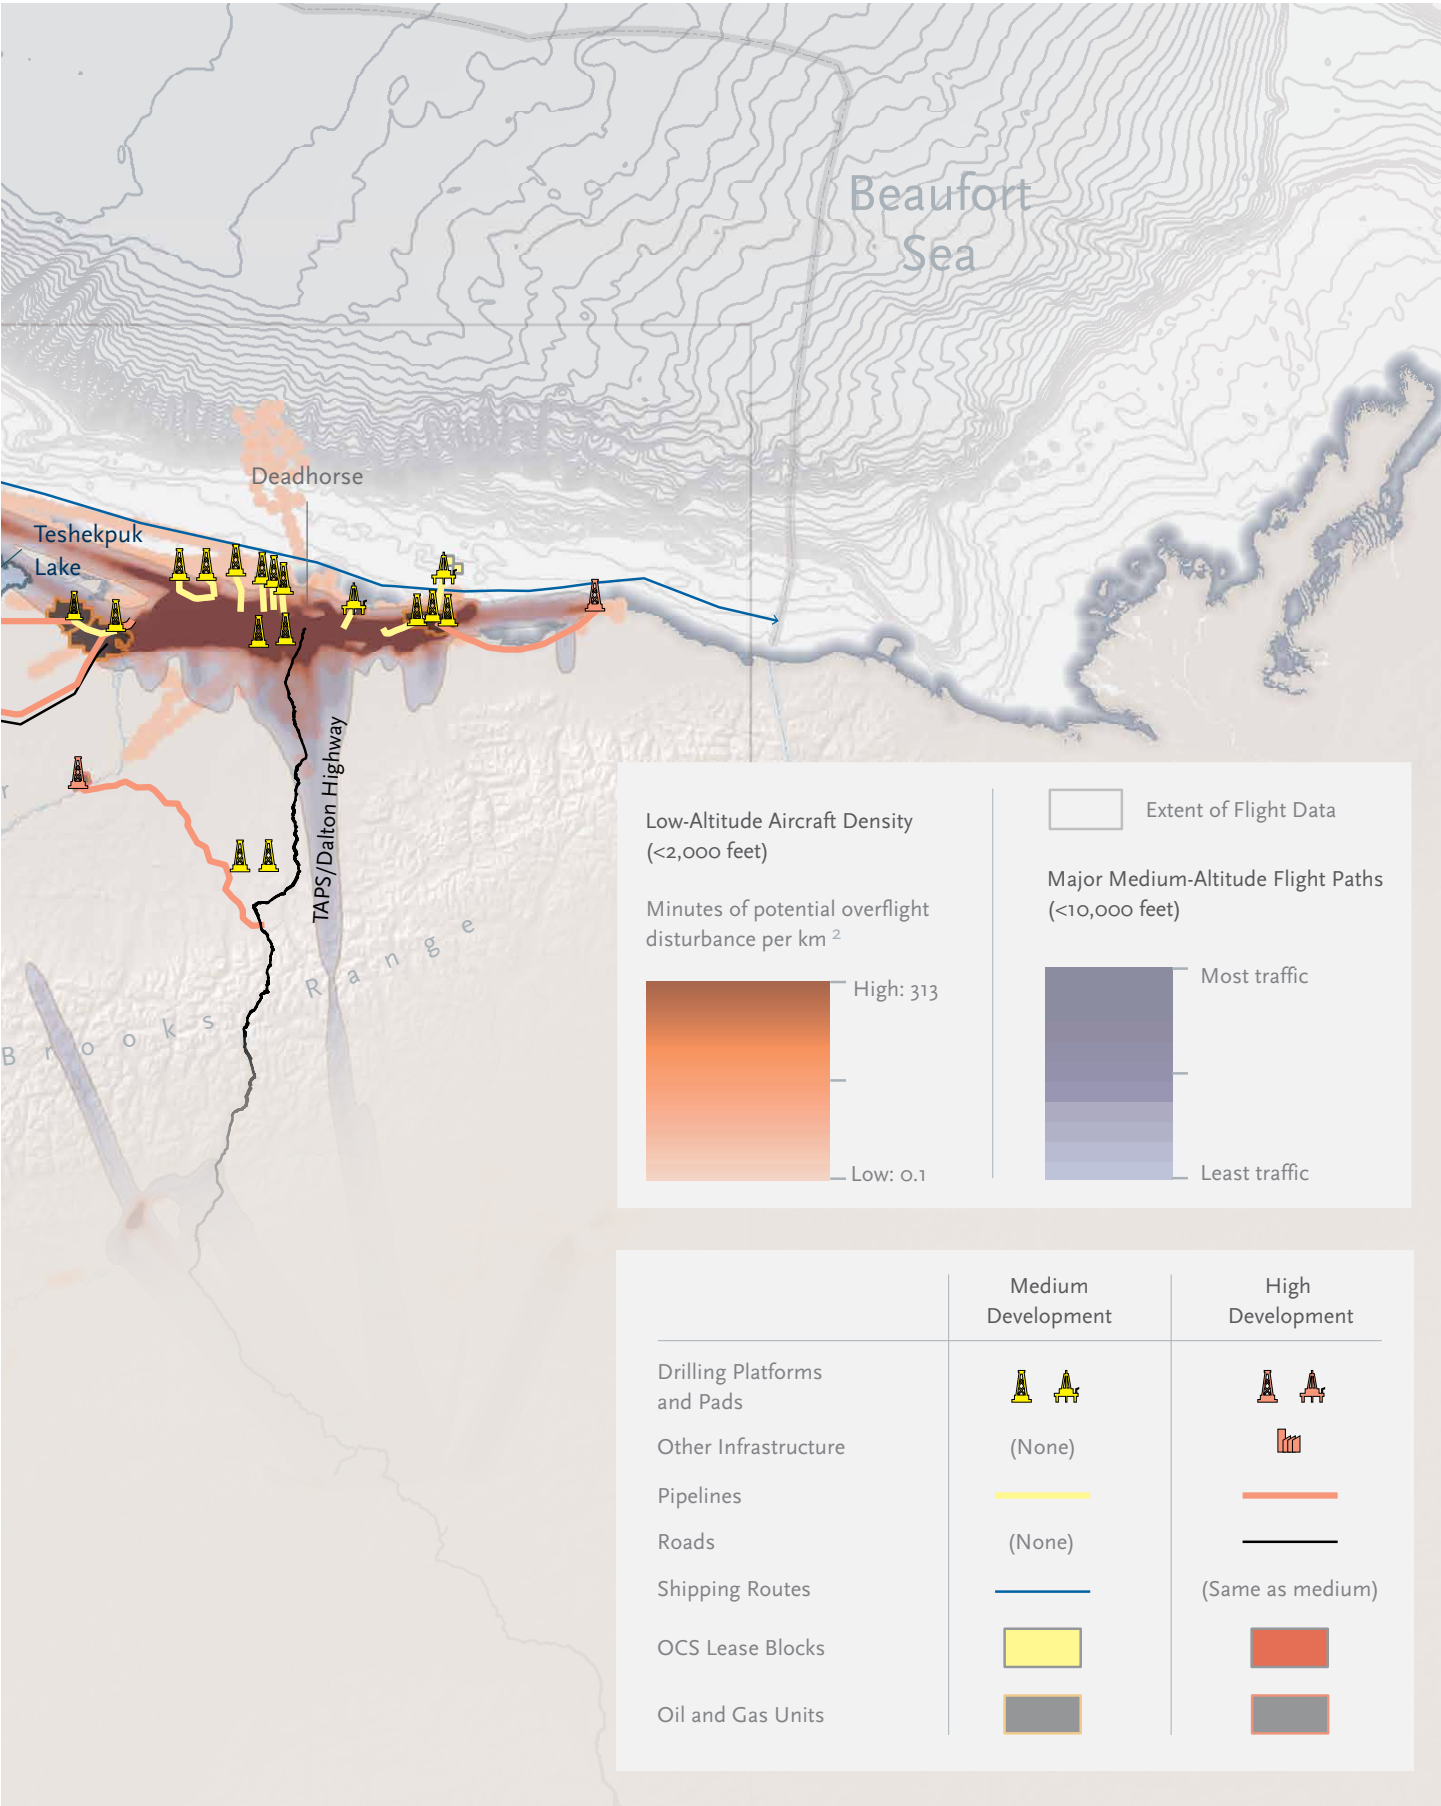 Beaufort
Sea
Deadhorse
Teshekpuk
Lake
r
TAPS/Dalton Highway
Brooks Range
Low-Altitude Aircraft Density
(<2,000 feet)
Minutes of potential overflight
disturbance per km 2
High: 313
Low: 0.1
Extent of Flight Data
Major Medium-Altitude Flight Paths
(<10,000 feet)
Most traffic
Least traffic
Medium
Development
High
Development
Drilling Platforms
and Pads
Other Infrastructure
(None)
Pipelines
Roads
(None)
Shipping Routes
(Same as medium)
OCS Lease Blocks
Oil and Gas Units